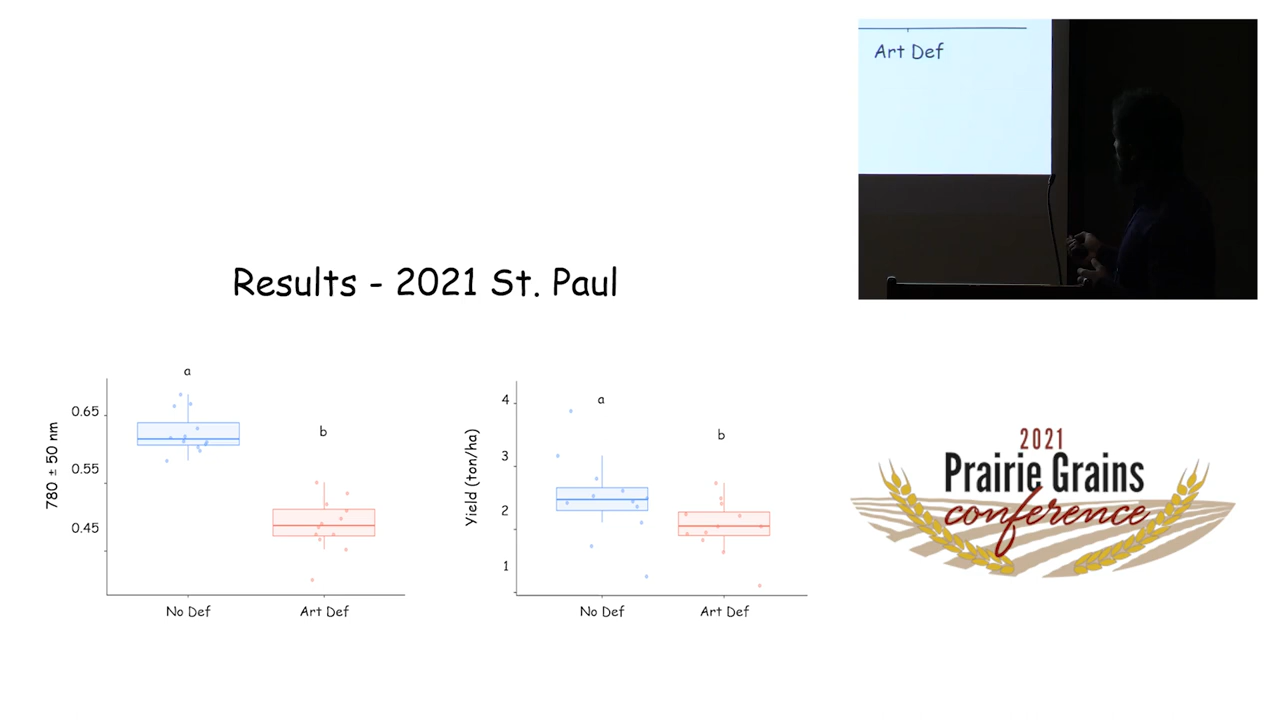 Art Def
Results - 2021 St. Paul
a
b
0.65
0.55
0.45
780 ± 50 nm
No Def
Art Def
a
b
4
3
2
1
Yield (ton/ha)
No Def
Art Def
2021
Prairie Grains
conference